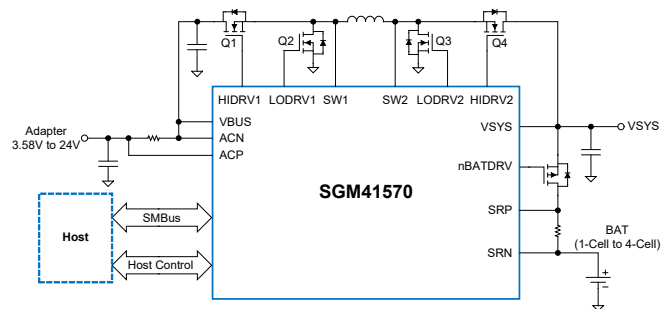 Q1
Q2
Q3
Q4
HIDRV1
LODRV1
SW1
SW2
LODRV2
HIDRV2
VBUS
ACN
ACP
Adapter
3.58V to 24V
VSYS
VSYS
nBATDRV
SGM41570
SRP
SRN
BAT
(1-Cell to 4-Cell)
+
−
Host
SMBus
Host Control